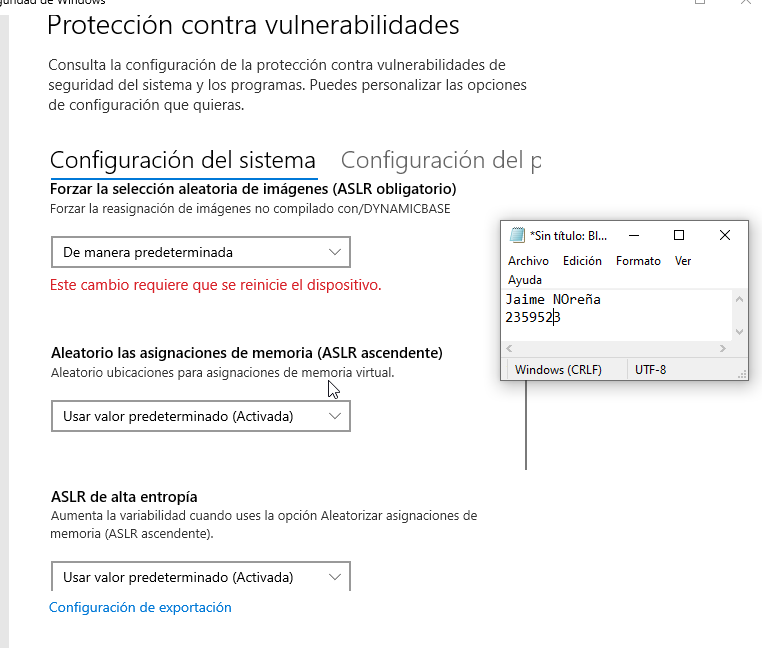 guridad de Windows
Protección contra vulnerabilidades
Consulta la configuración de la protección contra vulnerabilidades de
seguridad del sistema y los programas. Puedes personalizar las opciones
de configuración que quieras.
Configuración del sistema
Configuración del p
Forzar la selección aleatoria de imágenes (ASLR obligatorio)
Forzar la reasignación de imágenes no compilado con/DYNAMICBASE
De manera predeterminada
Este cambio requiere que se reinicie el dispositivo.
Aleatorio las asignaciones de memoria (ASLR ascendente)
Aleatorio ubicaciones para asignaciones de memoria virtual.
Usar valor predeterminado (Activada)
ASLR de alta entropía
Aumenta la variabilidad cuando uses la opción Aleatorizar asignaciones de
memoria (ASLR ascendente).
Usar valor predeterminado (Activada)
Configuración de exportación
*Sin título: Bl...
Archivo Edición Formato Ver
Ayuda
Jaime NOreña
2359523
Windows (CRLF) UTF-8